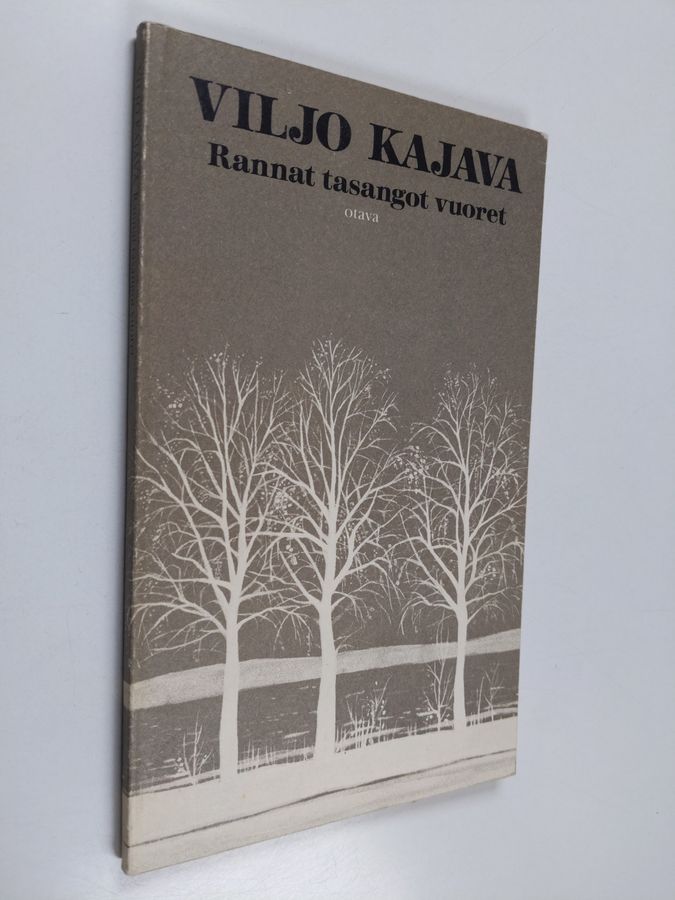 VILJO KAJAVA
Rannat tasangot vuoret
otava